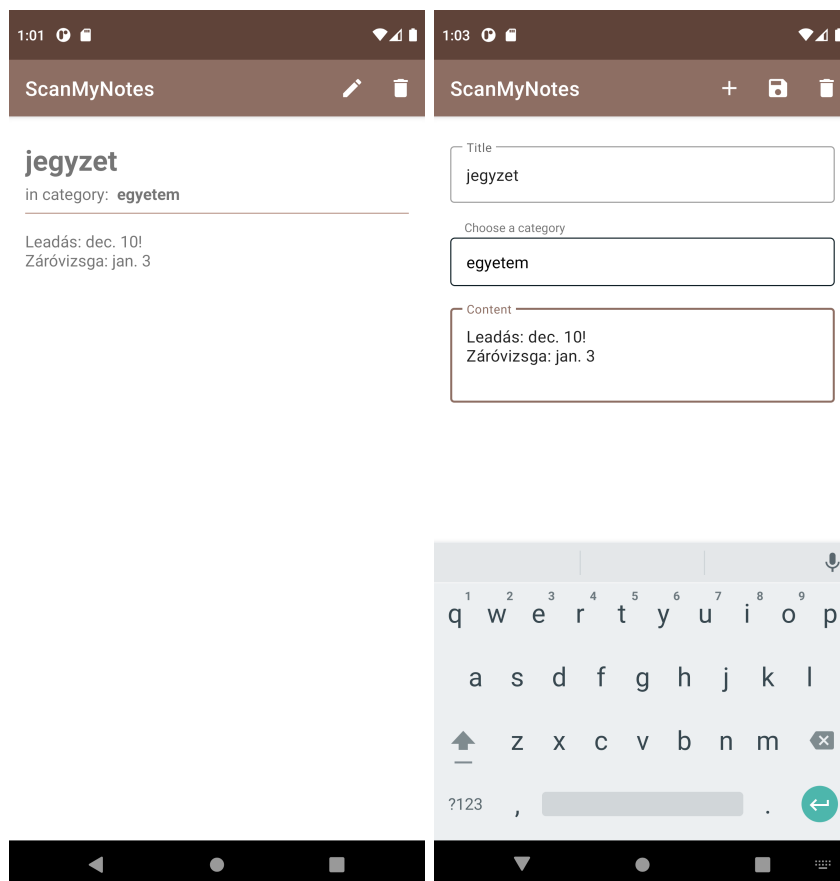 1:01
ScanMyNotes
jegyzet
in category: egyetem
Leadás: dec. 10!
Záróvizsga: jan. 3
1:03
ScanMyNotes
Title
jegyzet
Choose a category
egyetem
Content
Leadás: dec. 10!
Záróvizsga: jan. 3
1 2 3 4 5 6 7 8 9
q w e r t y u i o p
a s d f g h j k l
z x c v b n m
?123 , .